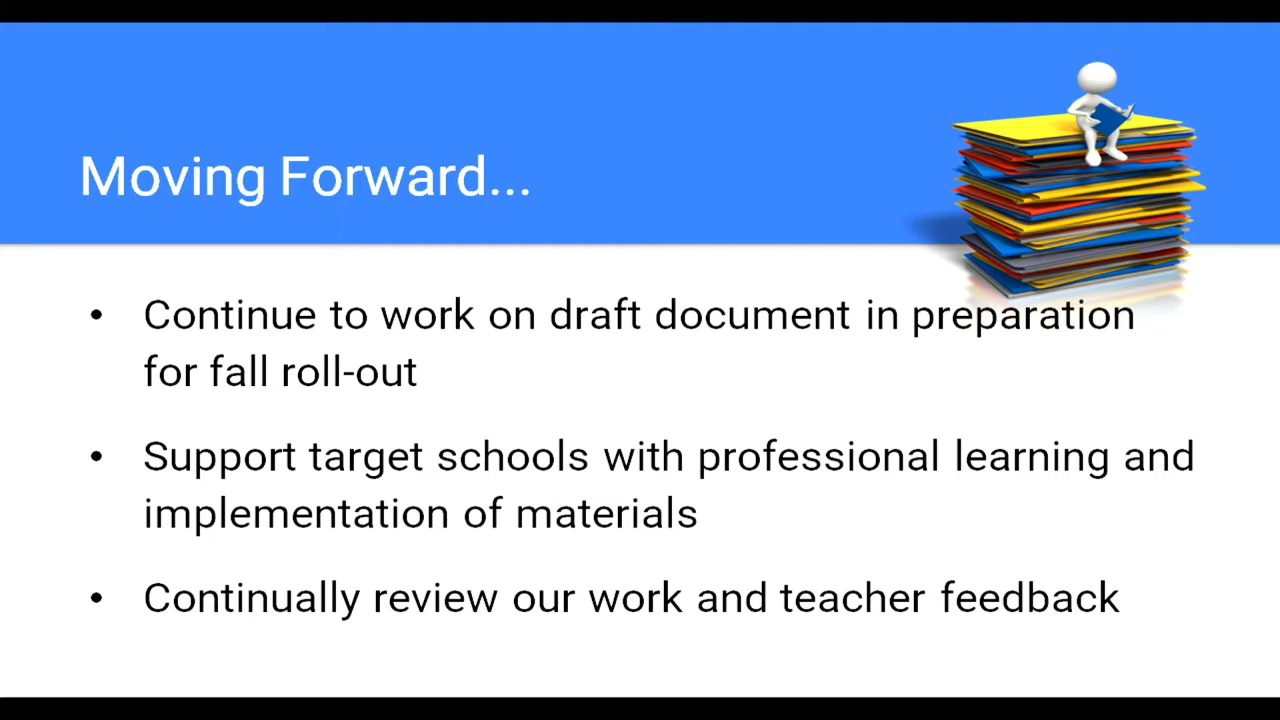 Moving Forward...
• Continue to work on draft document in preparation
for fall roll-out
• Support target schools with professional learning and
implementation of materials
• Continually review our work and teacher feedback